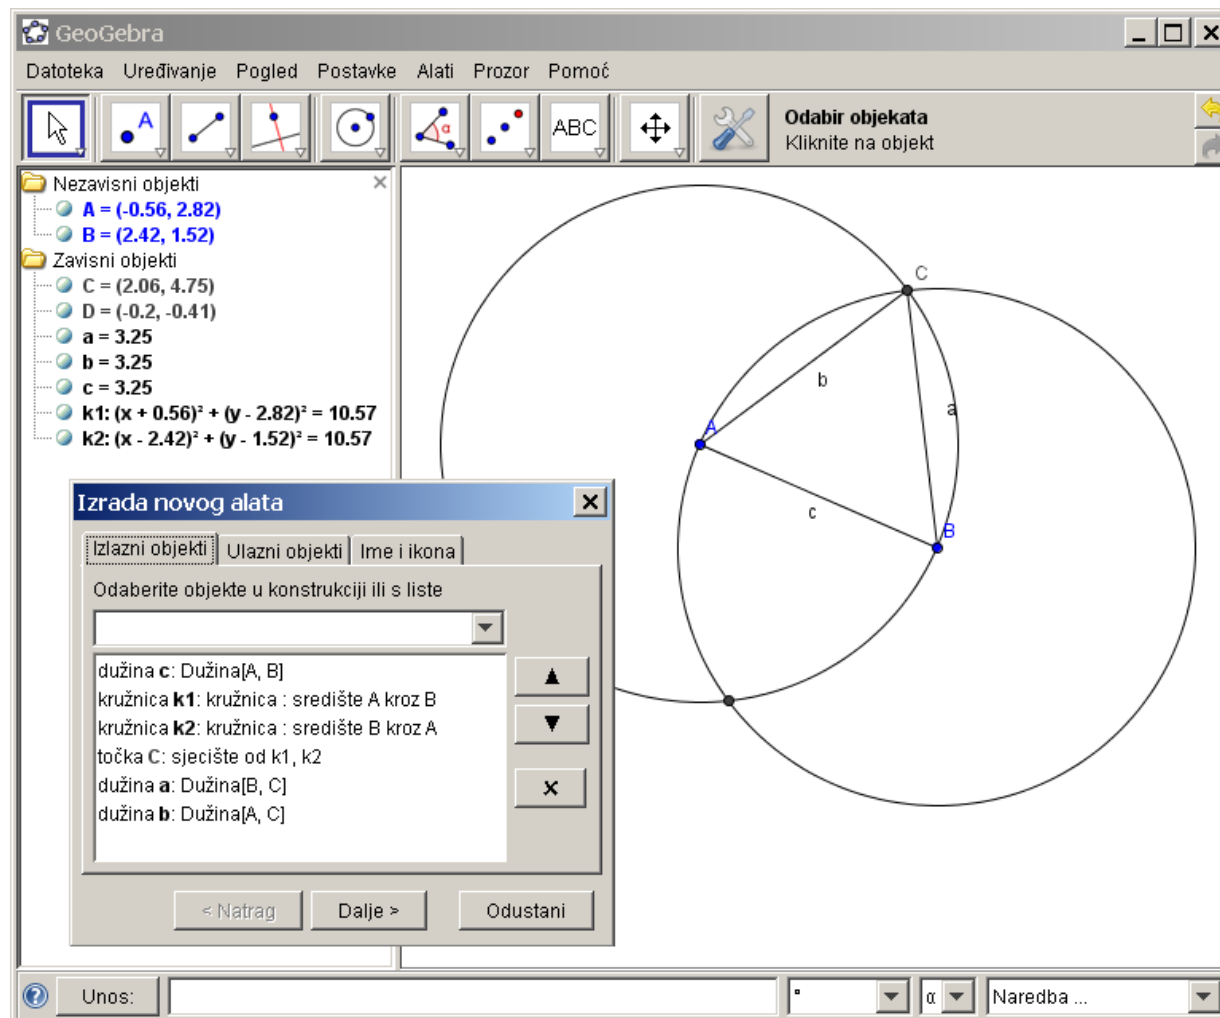 GeoGebra
Datoteka Uređivanje Pogled Postavke Alati Prozor Pomoć
A
α
ABC
Odabir objekata
Kliknite na objekt
Nezavisni objekti
A = (-0.56, 2.82)
B = (2.42, 1.52)
Zavisni objekti
C = (2.06, 4.75)
D = (-0.2, -0.41)
a = 3.25
b = 3.25
c = 3.25
k1: (x + 0.56)² + (y - 2.82)² = 10.57
k2: (x - 2.42)² + (y - 1.52)² = 10.57
C
b
a
A
c
B
Izrada novog alata
Izlazni objekti Ulazni objekti Ime i ikona
Odaberite objekte u konstrukciji ili s liste
dužina c: Dužina[A, B]
kružnica k1: kružnica : središte A kroz B
kružnica k2: kružnica : središte B kroz A
točka C: sjecište od k1, k2
dužina a: Dužina[B, C]
dužina b: Dužina[A, C]
< Natrag Dalje > Odustani
Unos: ° α Naredba ...